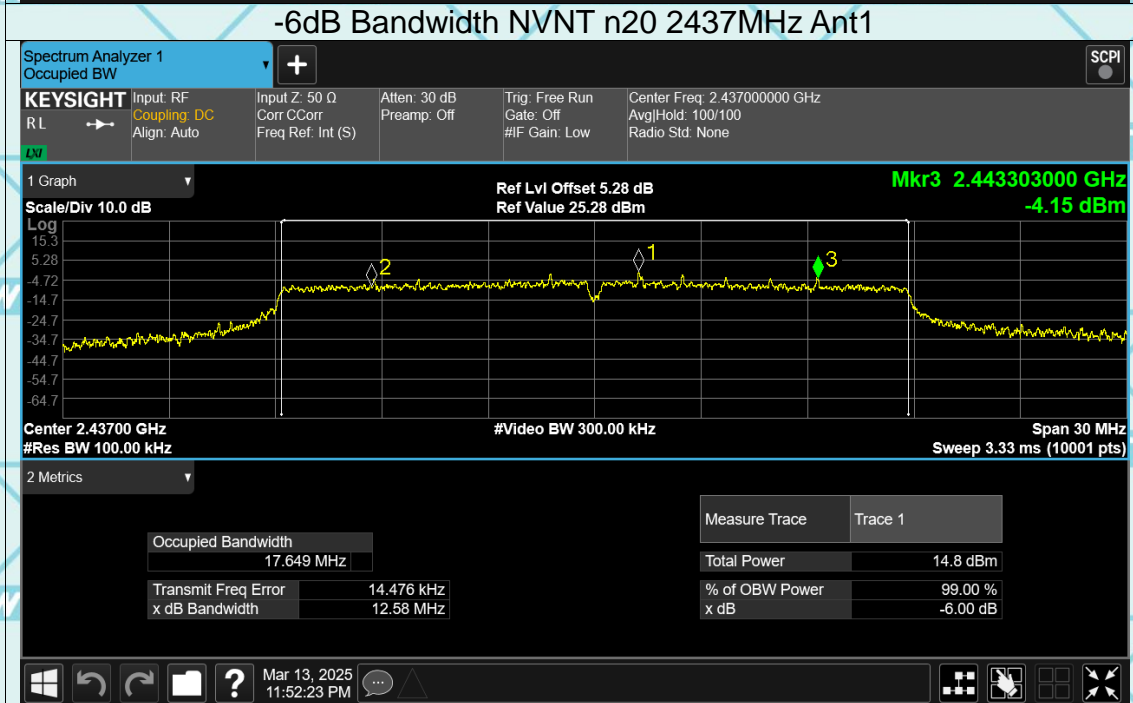 -6dB Bandwidth NVNT n20 2437MHz Ant1
Spectrum Analyzer 1
Occupied BW
SCPI
KEYSIGHT
R L
LXI
Input: RF
Coupling: DC
Align: Auto
Input Z: 50 Ω
Corr CCorr
Freq Ref: Int (S)
Atten: 30 dB
Preamp: Off
Trig: Free Run
Gate: Off
#IF Gain: Low
Center Freq: 2.437000000 GHz
Avg|Hold: 100/100
Radio Std: None
1 Graph
Scale/Div 10.0 dB
Ref Lvl Offset 5.28 dB
Ref Value 25.28 dBm
Mkr3 2.443303000 GHz
-4.15 dBm
Log
15.3
5.28
-4.72
-14.7
-24.7
-34.7
-44.7
-54.7
-64.7
2
1
3
Center 2.43700 GHz
#Res BW 100.00 kHz
#Video BW 300.00 kHz
Span 30 MHz
Sweep 3.33 ms (10001 pts)
2 Metrics
Occupied Bandwidth
17.649 MHz
Transmit Freq Error 14.476 kHz
x dB Bandwidth 12.58 MHz
Measure Trace Trace 1
Total Power 14.8 dBm
% of OBW Power 99.00 %
x dB -6.00 dB
Mar 13, 2025
11:52:23 PM